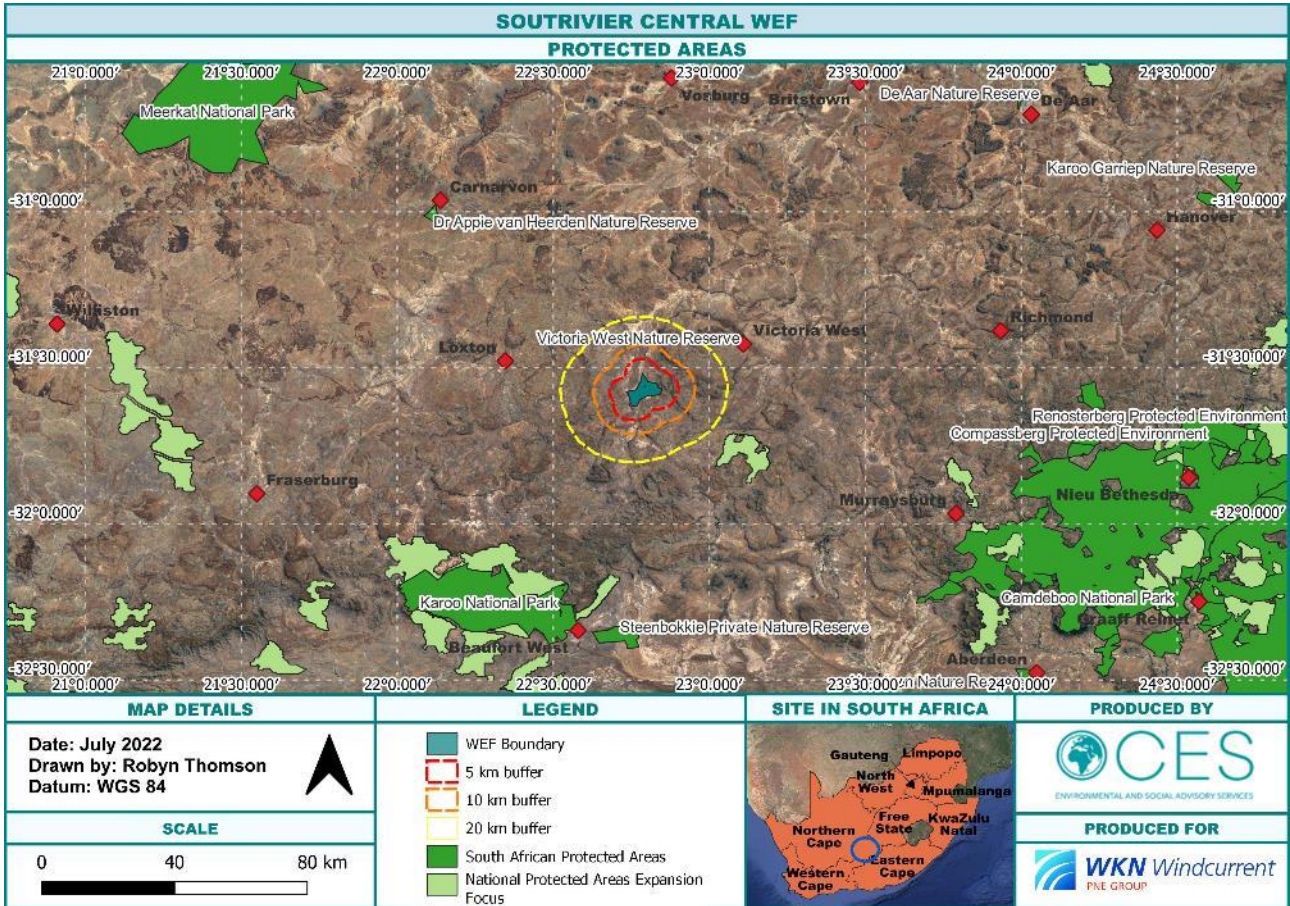 SOUTRIVIER CENTRAL WEF
PROTECTED AREAS
21°0.000′ 21°30.000′ 22°0.000′ 22°30.000′ 23°0.000′ 23°30.000′ 24°0.000′ 24°30.000′
Meerkat National Park
Vorburg
Britstown
De Aar Nature Reserve
De Aar
Karoo Garriep Nature Reserve
-31°0.000′
-31°0.000′
Carnarvon
Dr Appie van Heerden Nature Reserve
Hanover
Williston
-31°30.000′
-31°30.000′
Loxton
Victoria West Nature Reserve
Victoria West
Richmond
Renosterberg Protected Environment
Compassberg Protected Environment
Fraserburg
Murraysburg
Nieu Bethesda
-32°0.000′
-32°0.000′
Karoo National Park
Steenbokkie Private Nature Reserve
Camdeboo National Park
Graaff Reinet
Beaufort West
Aberdeen
-32°30.000′
-32°30.000′
n Nature Re
21°0.000′ 21°30.000′ 22°0.000′ 22°30.000′ 23°0.000′ 23°30.000′ 24°0.000′ 24°30.000′
MAP DETAILS
Date: July 2022
Drawn by: Robyn Thomson
Datum: WGS 84
SCALE
0 40 80 km
LEGEND
WEF Boundary
5 km buffer
10 km buffer
20 km buffer
South African Protected Areas
National Protected Areas Expansion
Focus
SITE IN SOUTH AFRICA
Limpopo
Gauteng
North
West
Mpumalanga
Free
State
KwaZulu
Natal
Northern
Cape
Eastern
Cape
Western
Cape
PRODUCED BY
CES
ENVIRONMENTAL AND SOCIAL ADVISORY SERVICES
PRODUCED FOR
WKN Windcurrent
PNE GROUP